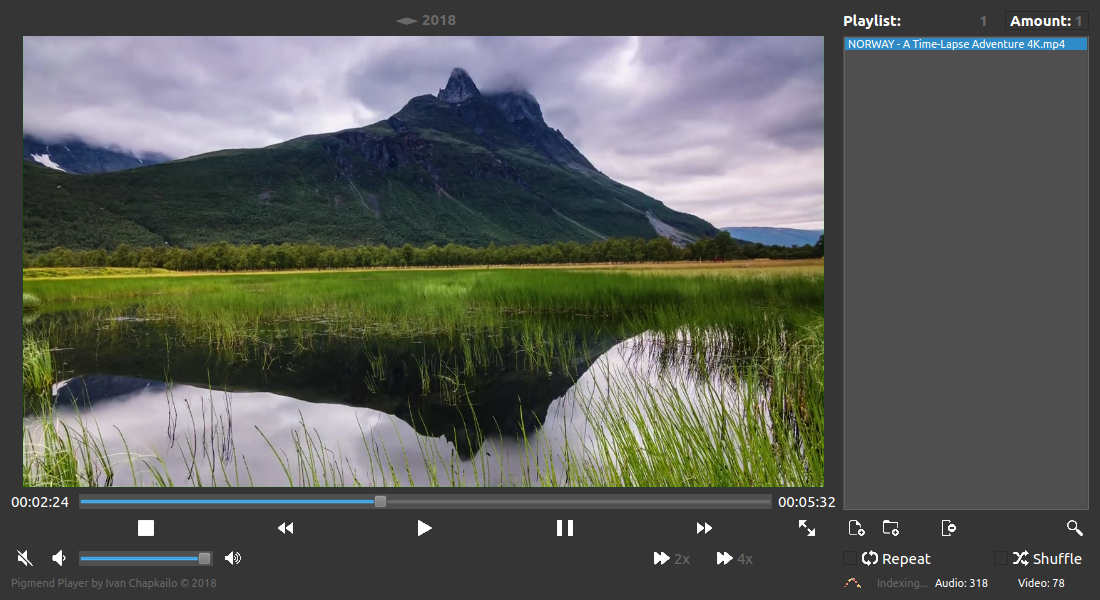 2018
Playlist: 1 Amount: 1
NORWAY - A Time-Lapse Adventure 4K.mp4
00:02:24 00:05:32
2x 4x Repeat Shuffle
Pigmend Player by Ivan Chapkailo © 2018 Indexing... Audio: 318 Video: 78